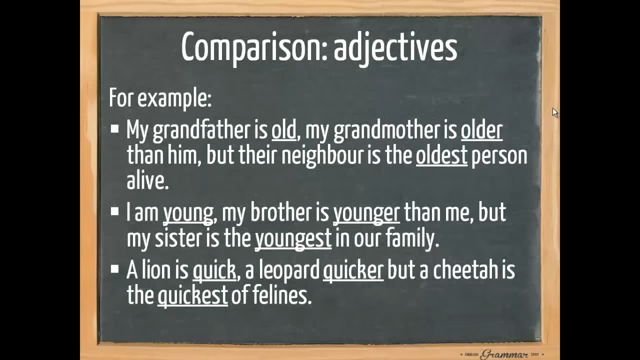 Comparison: adjectives
For example:
▪ My grandfather is old, my grandmother is older
than him, but their neighbour is the oldest person
alive.
▪ I am young, my brother is younger than me, but
my sister is the youngest in our family.
▪ A lion is quick, a leopard quicker but a cheetah is
the quickest of felines.
ENGLISH Grammar